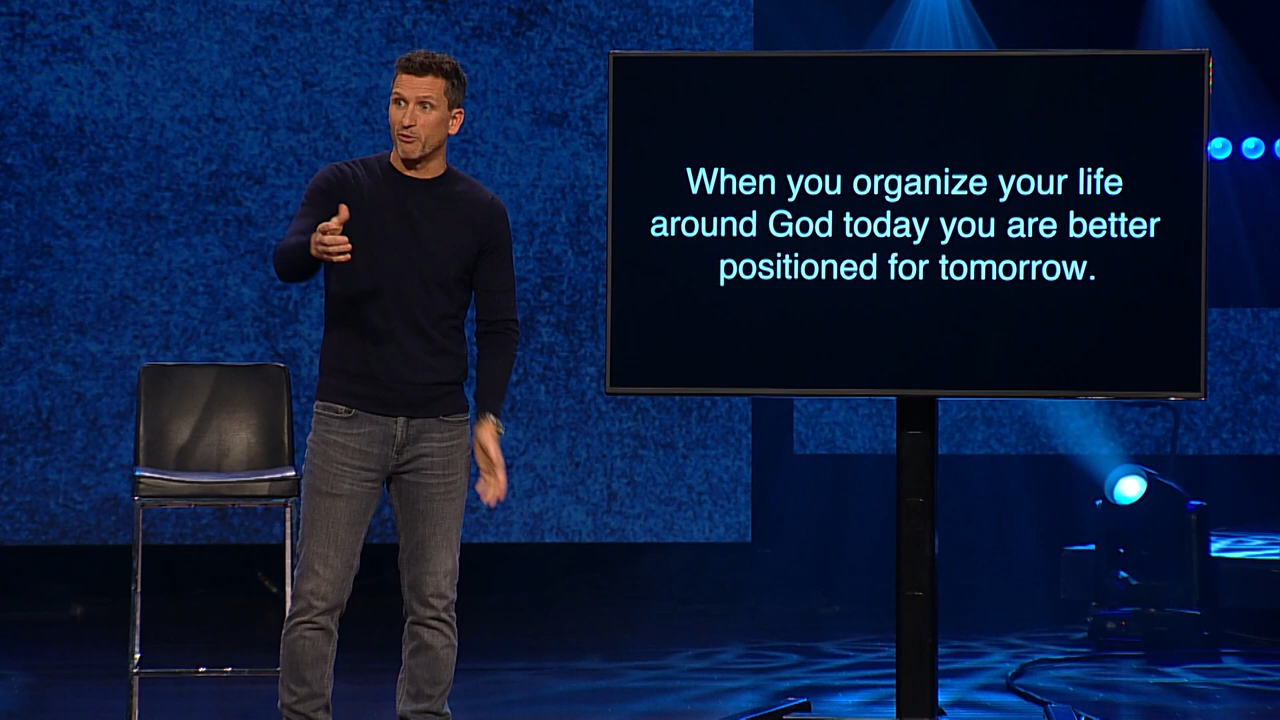 When you organize your life
around God today you are better
positioned for tomorrow.